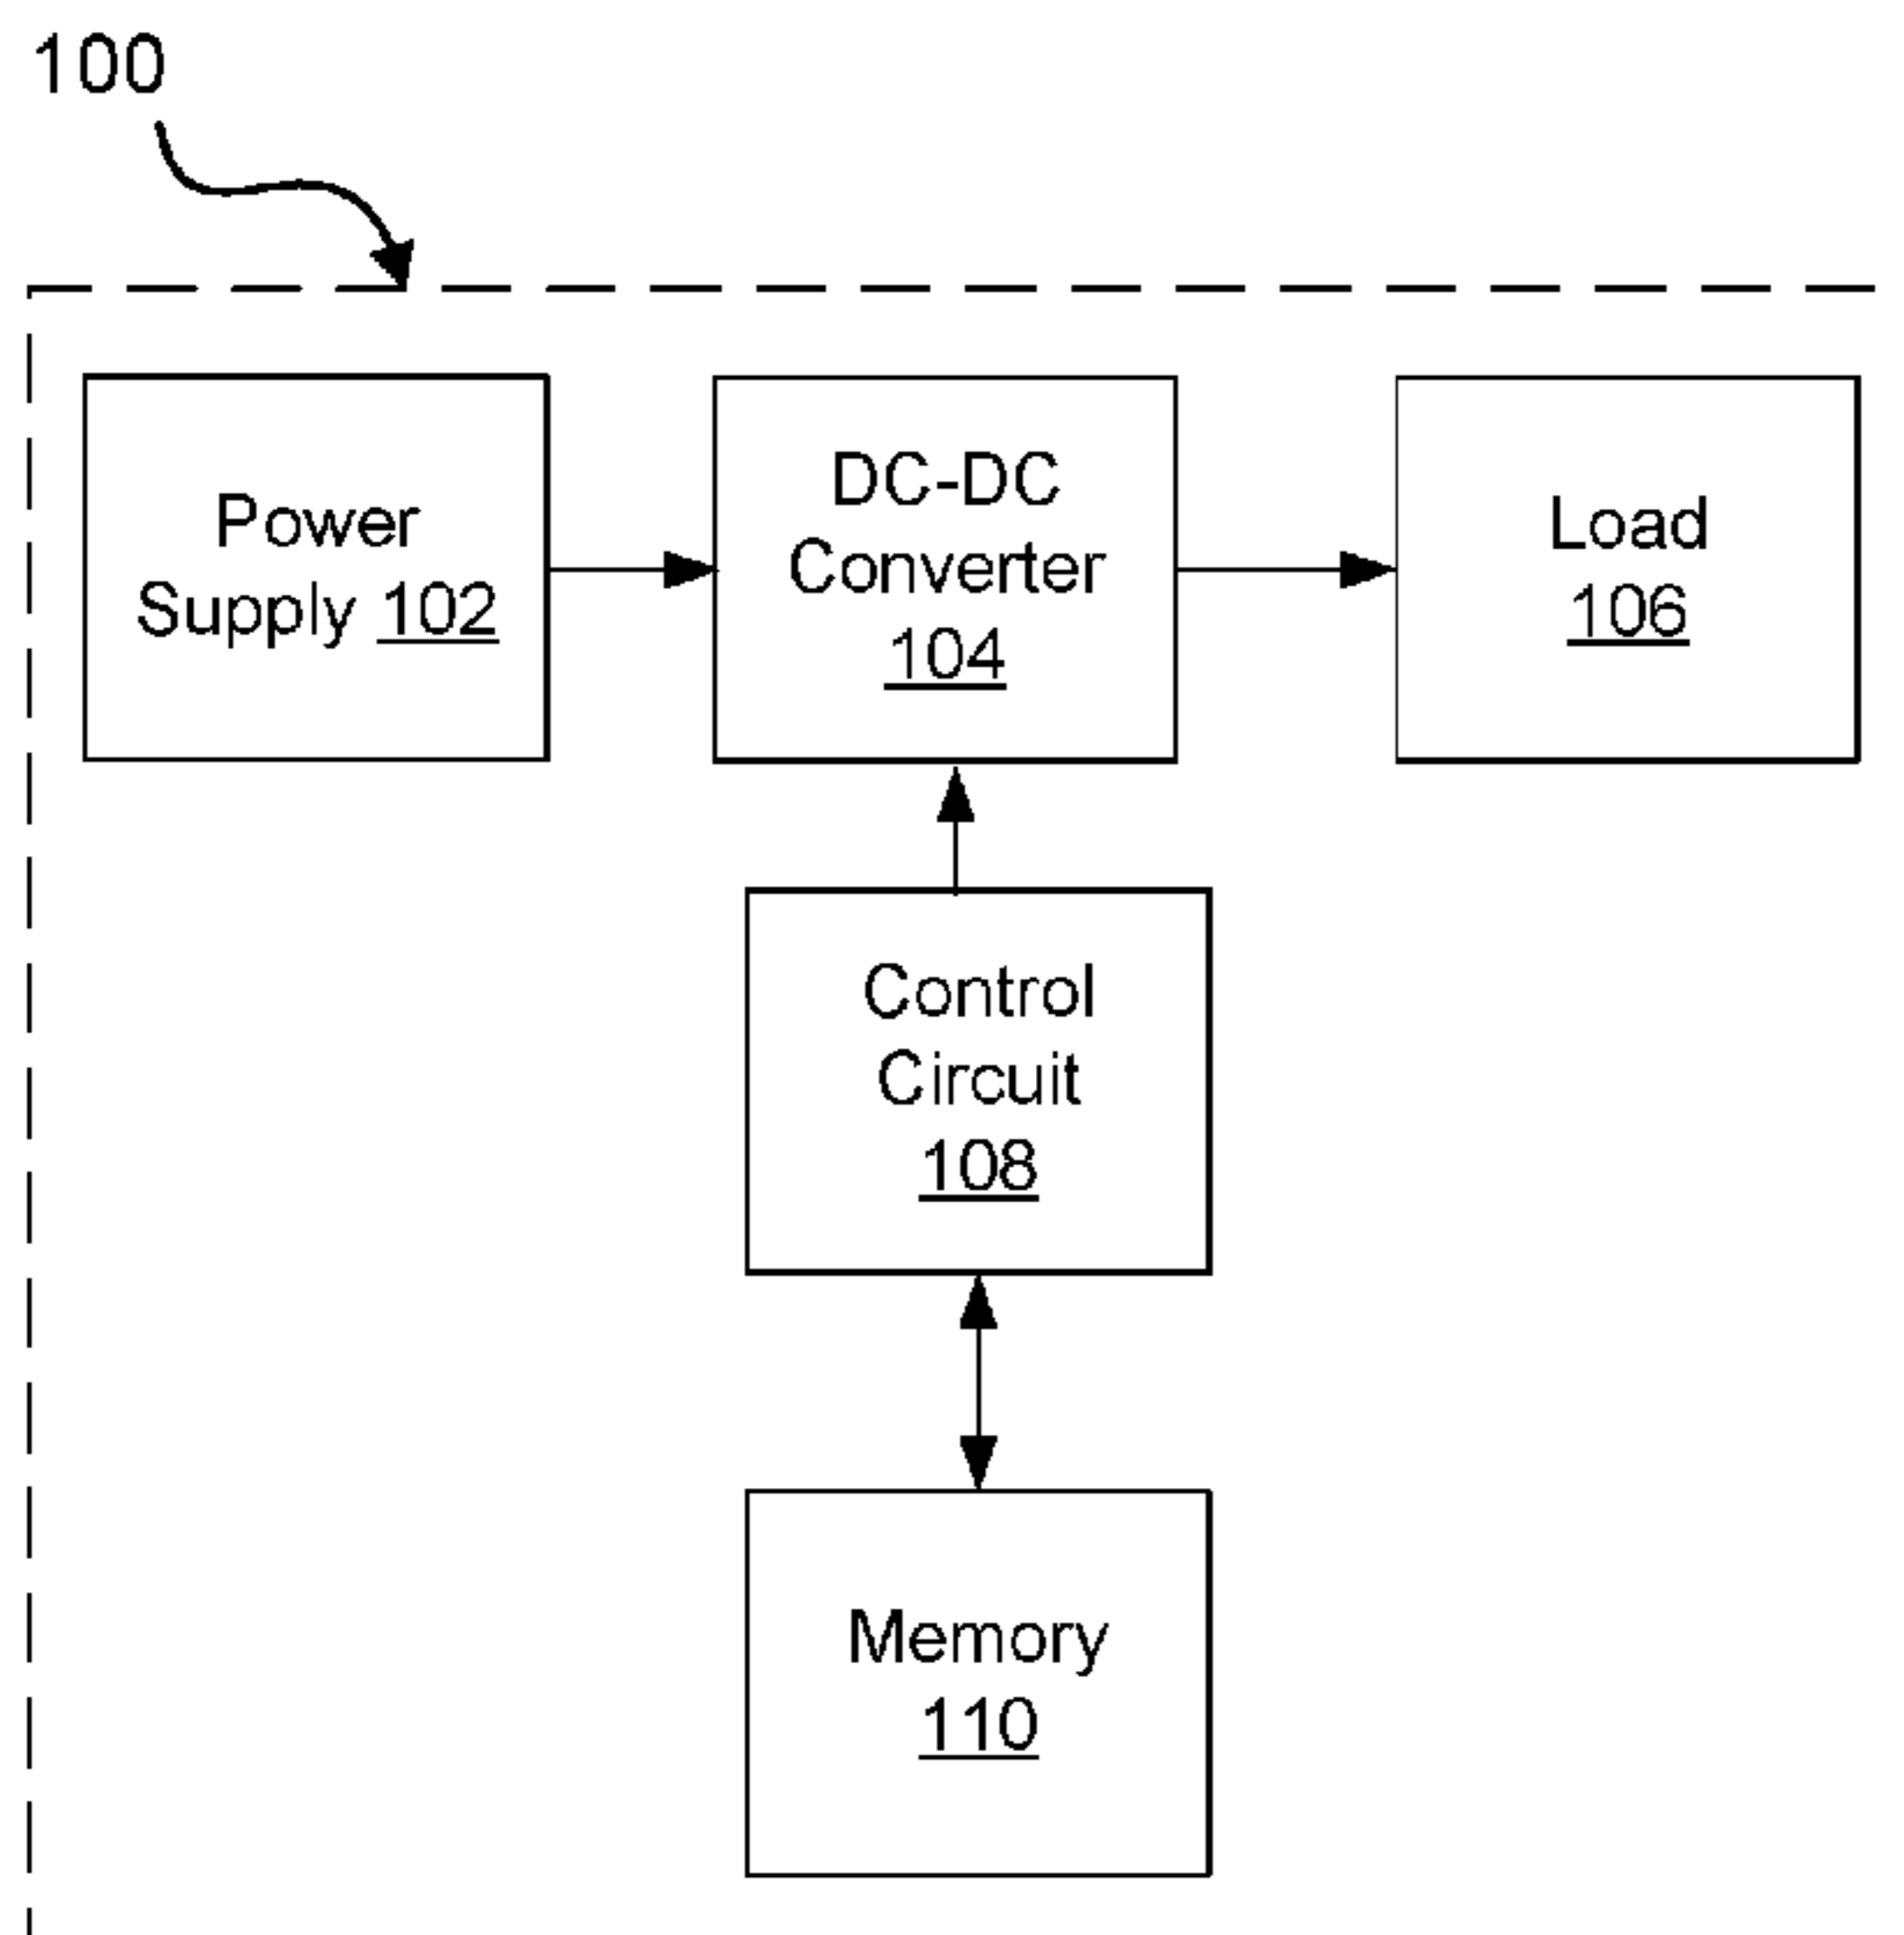 100
Power
Supply 102
DC-DC
Converter
104
Load
106
Control
Circuit
108
Memory
110